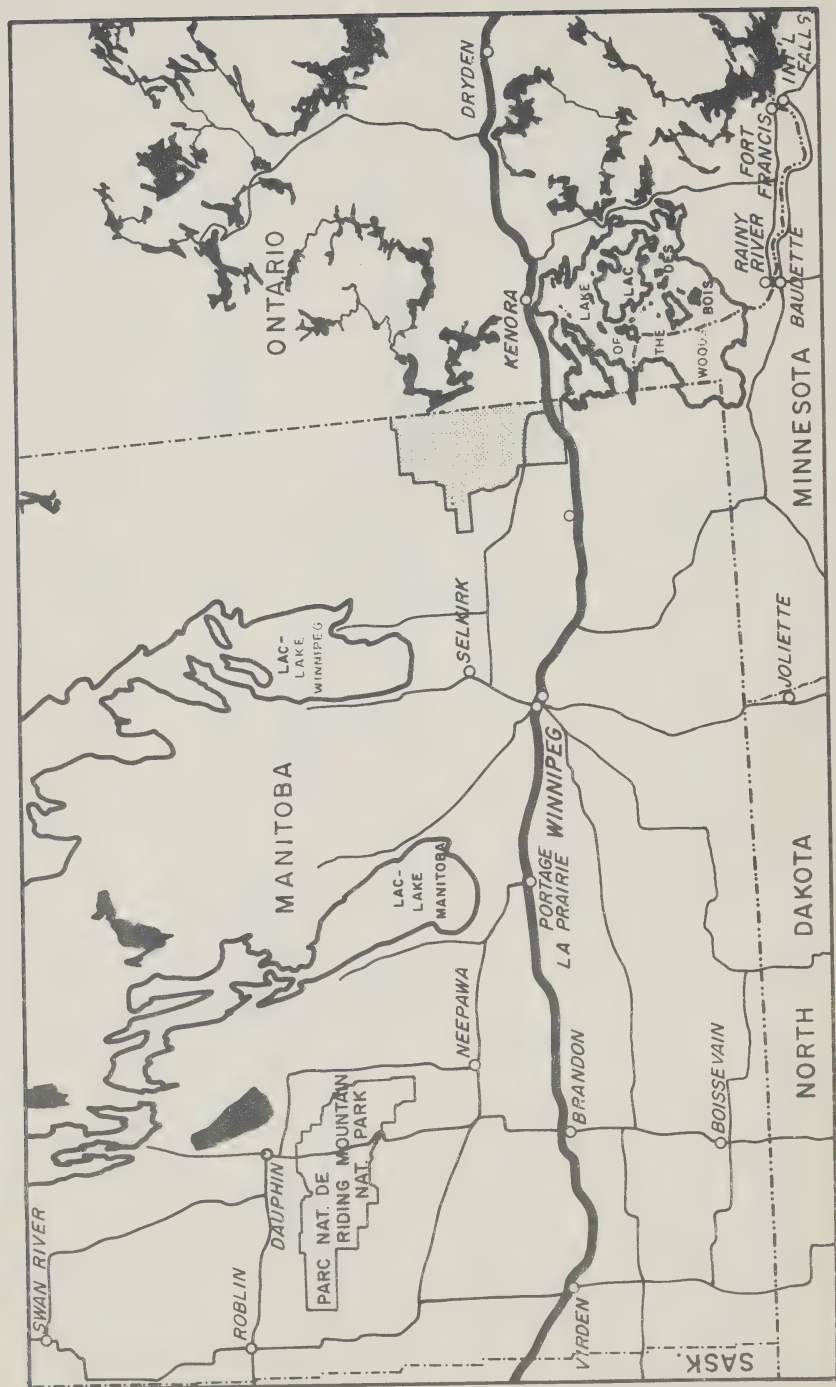 SWAN RIVER
ROBLIN
DAUPHIN
PARC NAT. DE
RIDING MOUNTAIN
NAT. PARK
NEEPAWA
VIRDEN
SASK.
BRANDON
BOISSEVAIN
NORTH DAKOTA
MANITOBA
LAC-
LAKE
MANITOBA
PORTAGE
LA PRAIRIE
WINNIPEG
LAC-
LAKE
WINNIPEG
SELKIRK
JOLIETTE
ONTARIO
KENORA
DRYDEN
LAKE
OF
THE
WOODS
LAC
DES
BOIS
MINNESOTA
BAUDETTE
RAINY
RIVER
FORT
FRANCIS
INT'L
FALLS